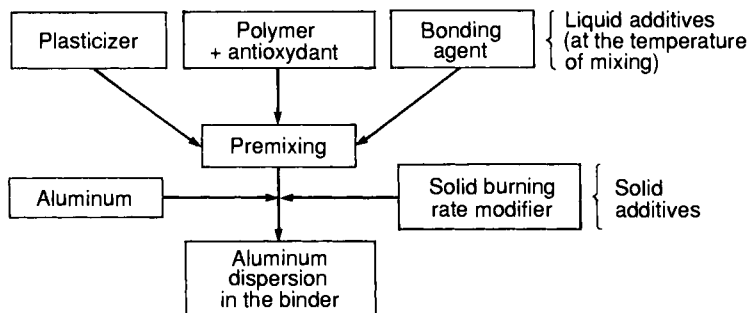 Plasticizer
Polymer
+ antioxydant
Bonding
agent
Liquid additives
(at the temperature
of mixing)
Premixing
Aluminum
Solid burning
rate modifier
Solid
additives
Aluminum
dispersion
in the binder